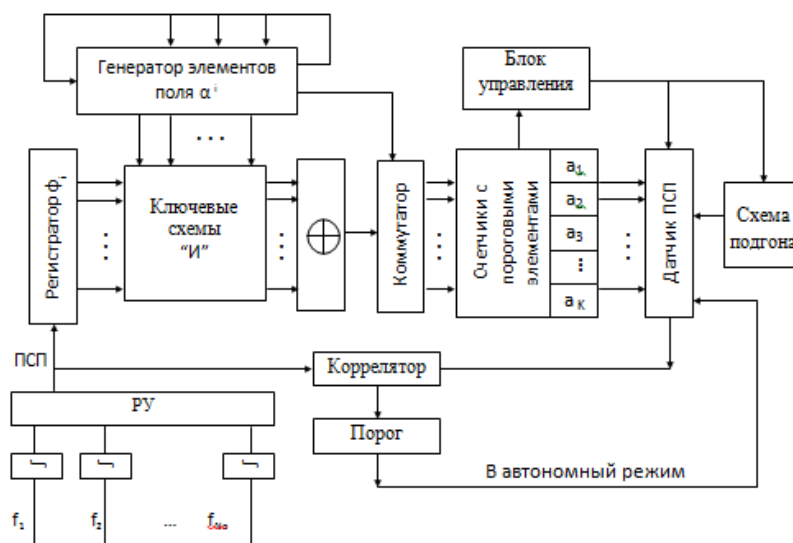 Генератор элементов
поля α i
Блок
управления
. . .
Регистратор Φi
Ключевые
схемы
“И”
Коммутатор
Счетчики с
пороговыми
элементами
a1
a2
a3
...
aK
Датчик ПСП
Схема
подгона
ПСП
Коррелятор
РУ
Порог
В автономный режим
f1
f2
...